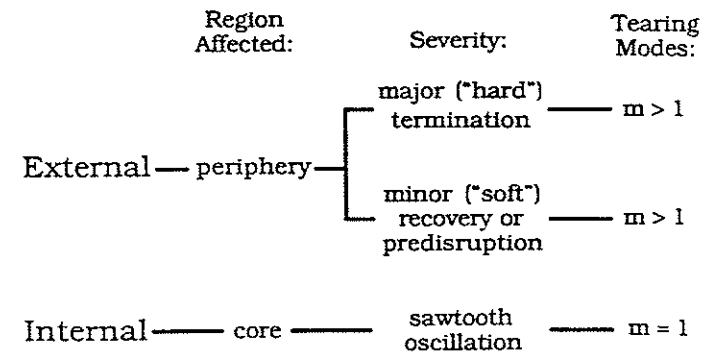 Region
Affected:
Severity:
Tearing
Modes:
major ("hard")
termination
m > 1
External
periphery
minor ("soft")
recovery or
predisruption
m > 1
Internal
core
sawtooth
oscillation
m = 1